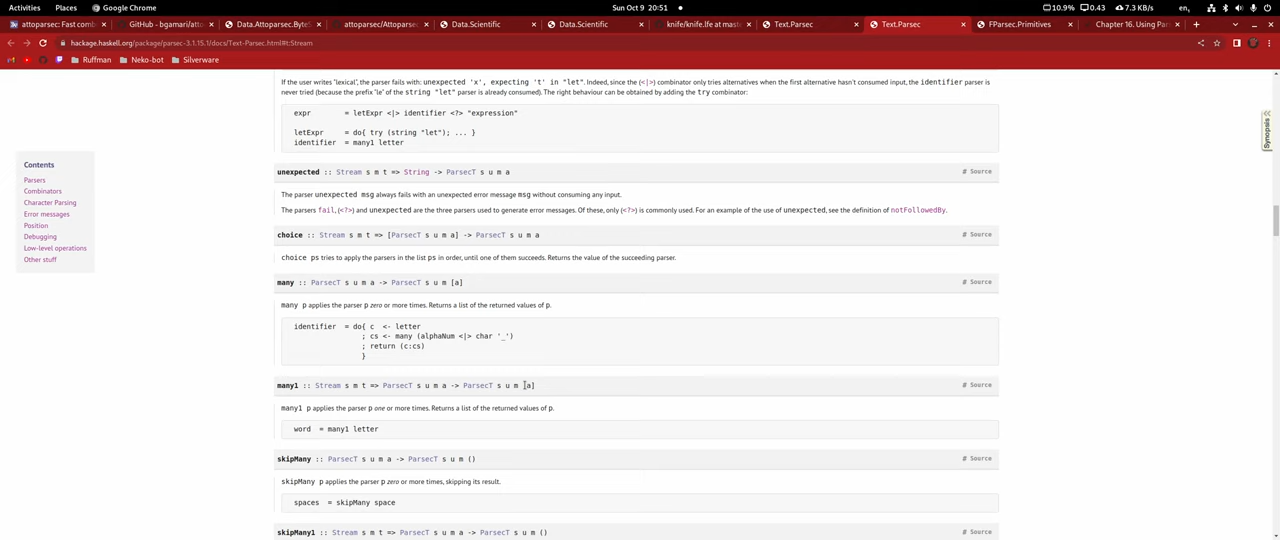 Activities Places Google Chrome Sun Oct 9 20:51 10.9% 0.43 7.3 KB/s en,
attoparsec: Fast comb GitHub - bgamari/atto Data.Attoparsec.ByteS attoparsec/Attoparsec Data.Scientific Data.Scientific knife/knife.lfe at maste Text.Parsec Text.Parsec FParsec.Primitives Chapter 16. Using Pars
hackage.haskell.org/package/parsec-3.1.15.1/docs/Text-Parsec.html#t:Stream
Ruffman Neko-bot Silverware
If the user writes "lexical", the parser fails with: unexpected 'x', expecting 't' in "let". Indeed, since the (<|>) combinator only tries alternatives when the first alternative hasn't consumed input, the identifier parser is
never tried (because the prefix "le" of the string "let" parser is already consumed). The right behaviour can be obtained by adding the try combinator:
expr = letExpr <|> identifier <?> "expression"
letExpr = do{ try (string "let"); ... }
identifier = many1 letter
unexpected :: Stream s m t => String -> ParsecT s u m a # Source
The parser unexpected msg always fails with an unexpected error message msg without consuming any input.
The parsers fail, (<?>) and unexpected are the three parsers used to generate error messages. Of these, only (<?>) is commonly used. For an example of the use of unexpected, see the definition of notFollowedBy.
choice :: Stream s m t => [ParsecT s u m a] -> ParsecT s u m a # Source
choice ps tries to apply the parsers in the list ps in order, until one of them succeeds. Returns the value of the succeeding parser.
many :: ParsecT s u m a -> ParsecT s u m [a] # Source
many p applies the parser p zero or more times. Returns a list of the returned values of p.
identifier = do{ c <- letter
; cs <- many (alphaNum <|> char '_')
; return (c:cs)
}
many1 :: Stream s m t => ParsecT s u m a -> ParsecT s u m [a] # Source
many1 p applies the parser p one or more times. Returns a list of the returned values of p.
word = many1 letter
skipMany :: ParsecT s u m a -> ParsecT s u m () # Source
skipMany p applies the parser p zero or more times, skipping its result.
spaces = skipMany space
skipMany1 :: Stream s m t => ParsecT s u m a -> ParsecT s u m () # Source
Contents
Parsers
Combinators
Character Parsing
Error messages
Position
Debugging
Low-level operations
Other stuff
Synopsis